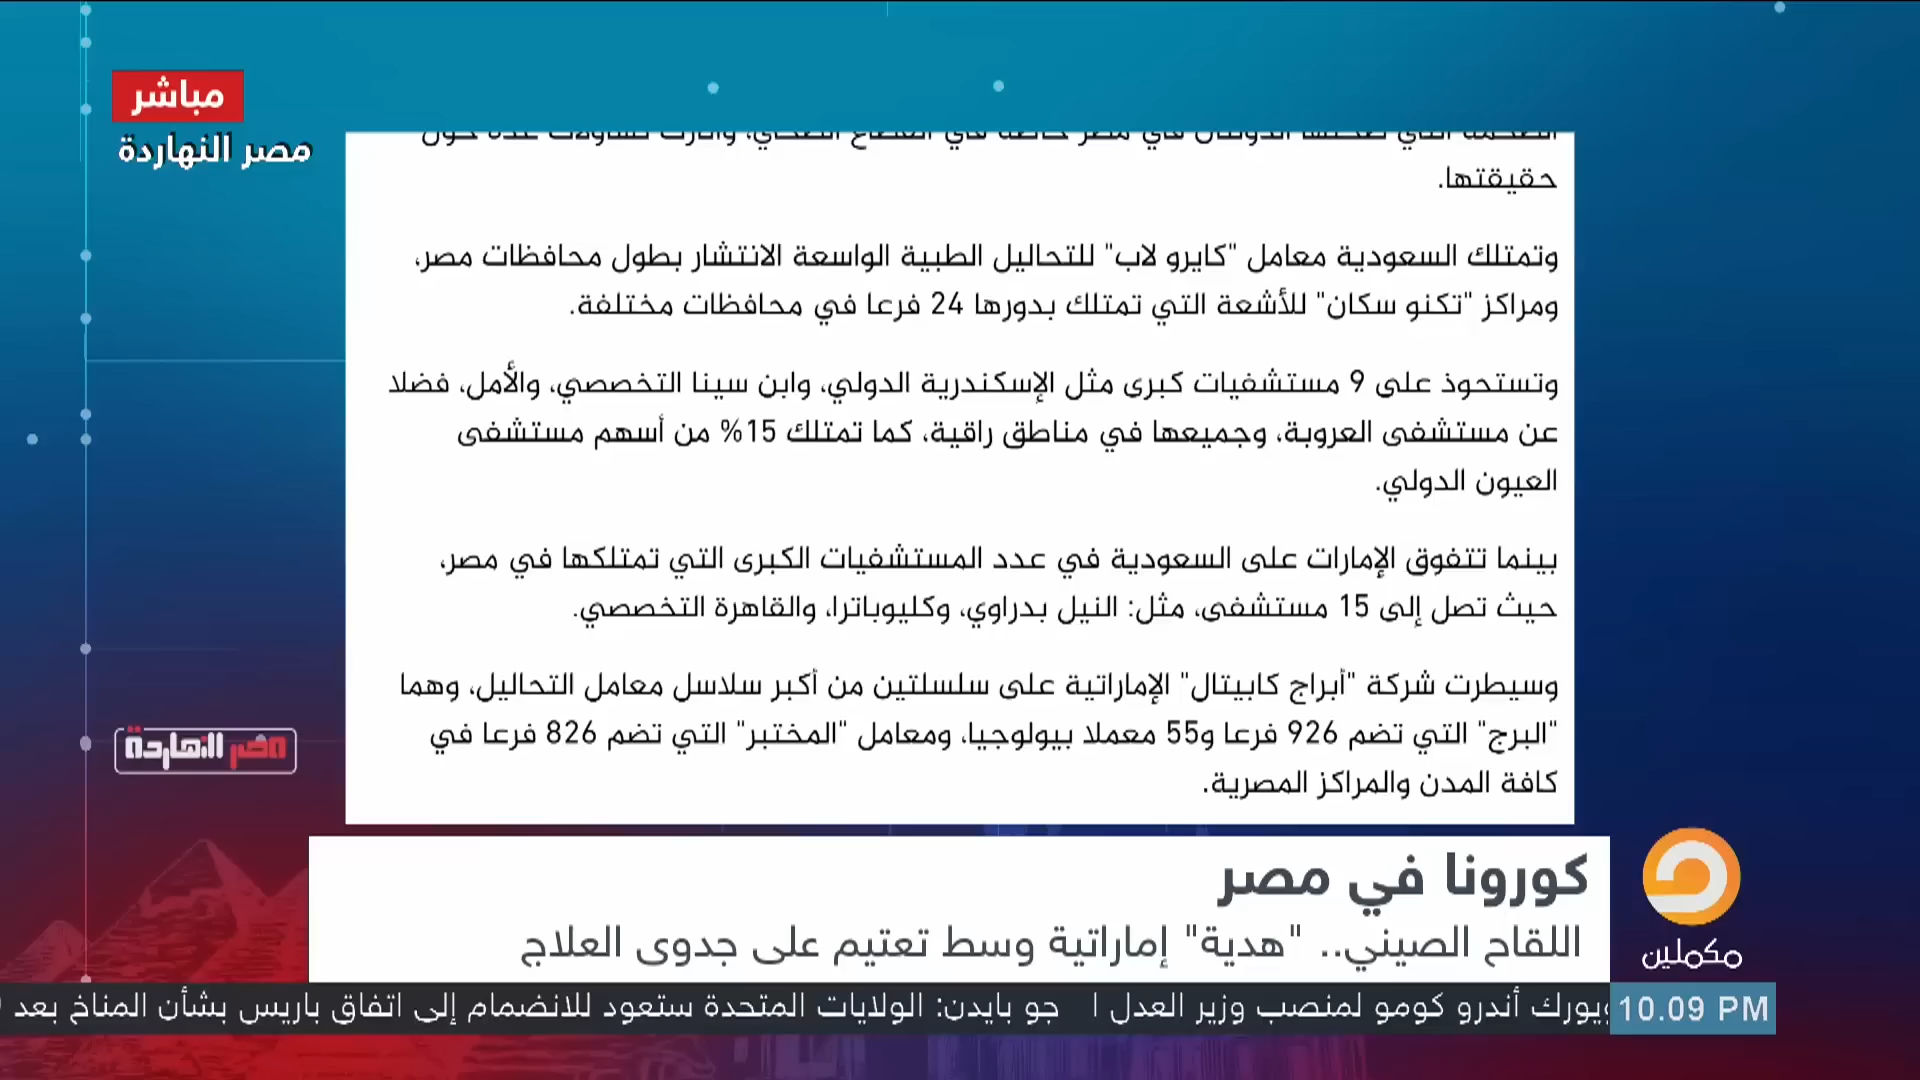 مباشر
مصر النهاردة
حقيقتها.
وتمتلك السعودية معامل "كايرو لاب" للتحاليل الطبية الواسعة الانتشار بطول محافظات مصر،
ومراكز "تكنو سكان" للأشعة التي تمتلك بدورها 24 فرعا في محافظات مختلفة.
وتستحوذ على 9 مستشفيات كبرى مثل الإسكندرية الدولي، وابن سينا التخصصي، والأمل، فضلا
عن مستشفى العروبة، وجميعها في مناطق راقية، كما تمتلك 15% من أسهم مستشفى
العيون الدولي.
بينما تتفوق الإمارات على السعودية في عدد المستشفيات الكبرى التي تمتلكها في مصر،
حيث تصل إلى 15 مستشفى، مثل: النيل بدراوي، وكليوباترا، والقاهرة التخصصي.
وسيطرت شركة "أبراج كابيتال" الإماراتية على سلسلتين من أكبر سلاسل معامل التحاليل، وهما
"البرج" التي تضم 926 فرعا و55 معملا بيولوجيا، ومعامل "المختبر" التي تضم 826 فرعا في
كافة المدن والمراكز المصرية.
مصر النهاردة
كورونا في مصر
اللقاح الصيني.. "هدية" إماراتية وسط تعتيم على جدوى العلاج
مكملين
يويورك أندرو كومو لمنصب وزير العدل ا جو بايدن: الولايات المتحدة ستعود للانضمام إلى اتفاق باريس بشأن المناخ بعد
10.09 PM